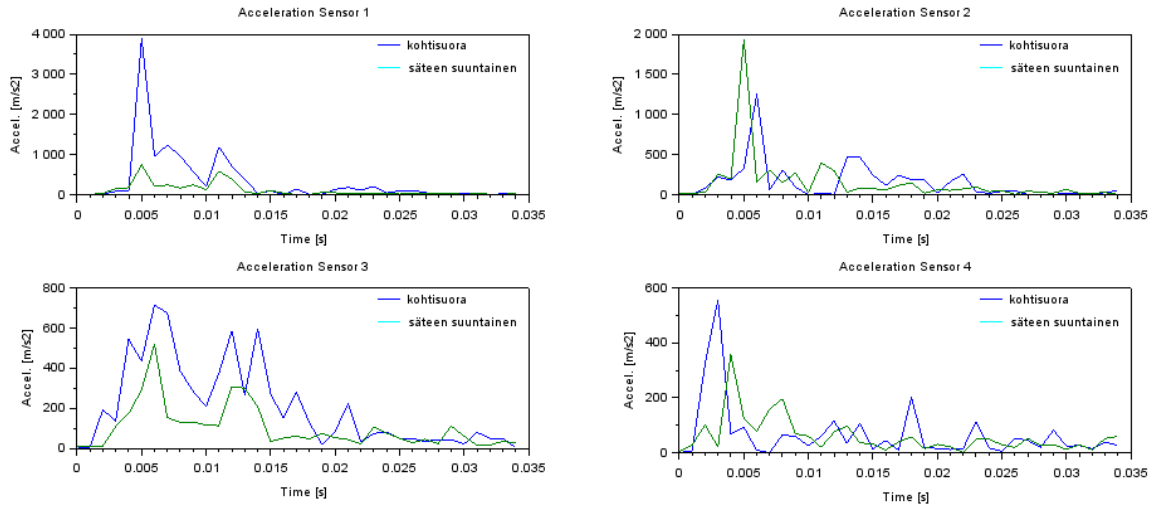 Acceleration Sensor 1
4 000
3 000
2 000
1 000
0
Accel. [m/s2]
kohtisuora
säteen suuntainen
0 0.005 0.01 0.015 0.02 0.025 0.03 0.035
Time [s]
Acceleration Sensor 2
2 000
1 500
1 000
500
0
Accel. [m/s2]
kohtisuora
säteen suuntainen
0 0.005 0.01 0.015 0.02 0.025 0.03 0.035
Time [s]
Acceleration Sensor 3
800
600
400
200
0
Accel. [m/s2]
kohtisuora
säteen suuntainen
0 0.005 0.01 0.015 0.02 0.025 0.03 0.035
Time [s]
Acceleration Sensor 4
600
400
200
0
Accel. [m/s2]
kohtisuora
säteen suuntainen
0 0.005 0.01 0.015 0.02 0.025 0.03 0.035
Time [s]